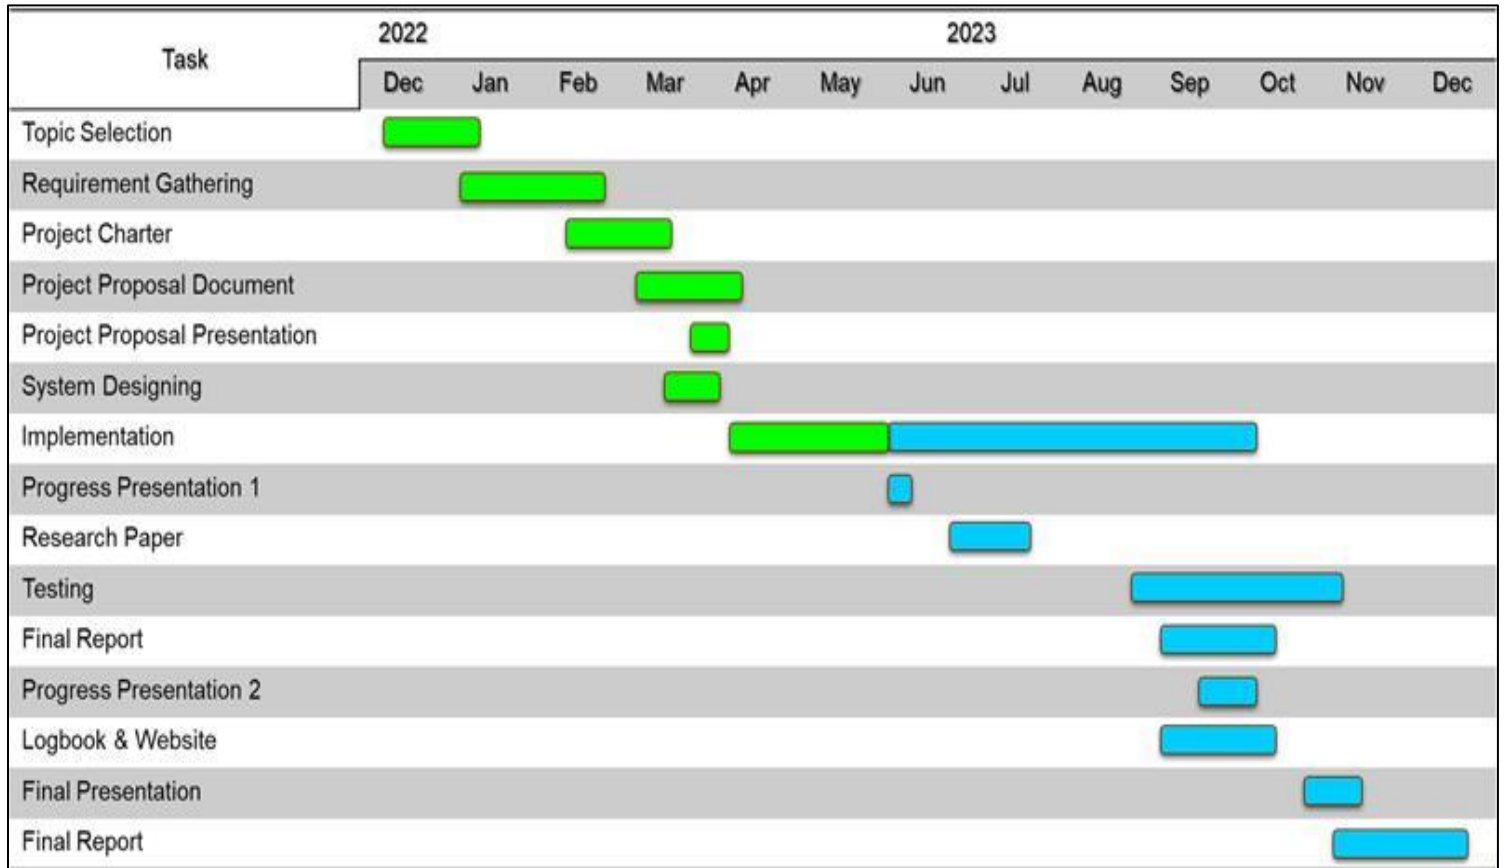 2022 2023
Task
Dec Jan Feb Mar Apr May Jun Jul Aug Sep Oct Nov Dec
Topic Selection
Requirement Gathering
Project Charter
Project Proposal Document
Project Proposal Presentation
System Designing
Implementation
Progress Presentation 1
Research Paper
Testing
Final Report
Progress Presentation 2
Logbook & Website
Final Presentation
Final Report